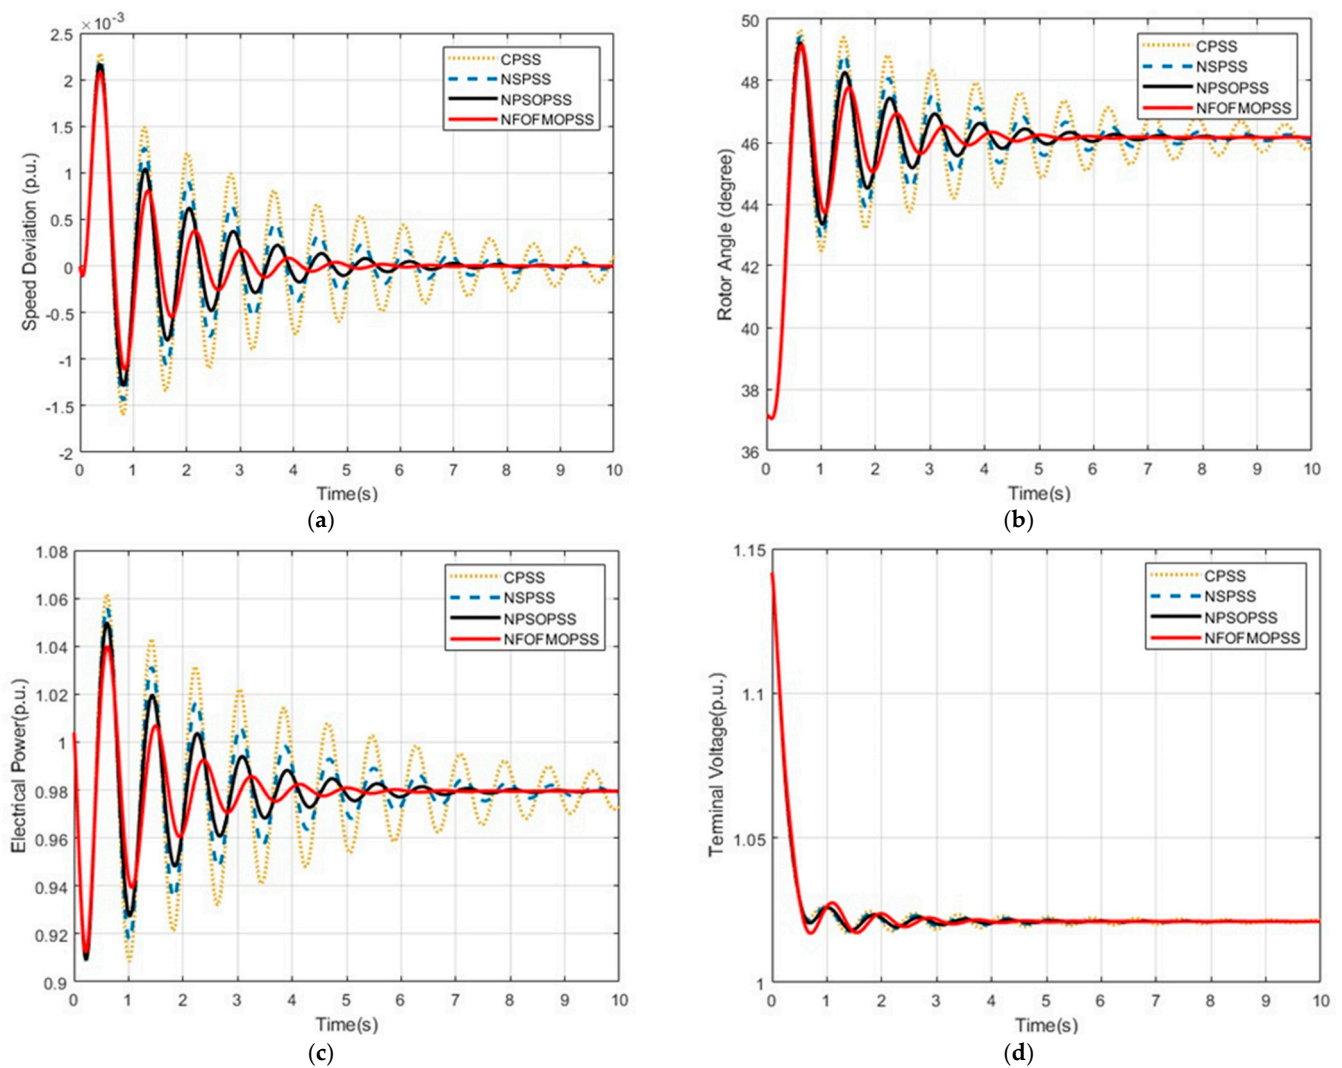 ×10⁻³
2.5
2
1.5
1
0.5
0
-0.5
-1
-1.5
-2
Speed Deviation (p.u.)
CPSS
NSPSS
NPSOPSS
NFOFMOPSS
0 1 2 3 4 5 6 7 8 9 10
Time(s)
(a)
50
48
46
44
42
40
38
36
Rotor Angle (degree)
CPSS
NSPSS
NPSOPSS
NFOFMOPSS
0 1 2 3 4 5 6 7 8 9 10
Time(s)
(b)
1.08
1.06
1.04
1.02
1
0.98
0.96
0.94
0.92
0.9
Electrical Power(p.u.)
CPSS
NSPSS
NPSOPSS
NFOFMOPSS
0 1 2 3 4 5 6 7 8 9 10
Time(s)
(c)
1.15
1.1
1.05
1
Terminal Voltage(p.u.)
CPSS
NSPSS
NPSOPSS
NFOFMOPSS
0 1 2 3 4 5 6 7 8 9 10
Time(s)
(d)